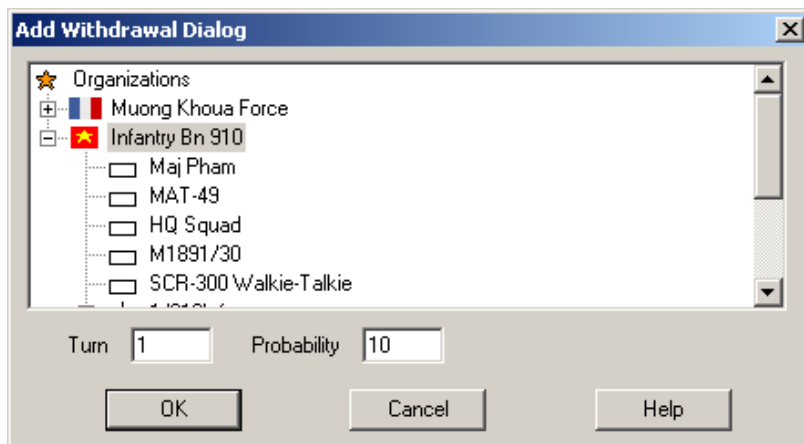 Add Withdrawal Dialog
Organizations
Muong Khoua Force
Infantry Bn 910
Maj Pham
MAT-49
HQ Squad
M1891/30
SCR-300 Walkie-Talkie
Turn 1 Probability 10
OK Cancel Help